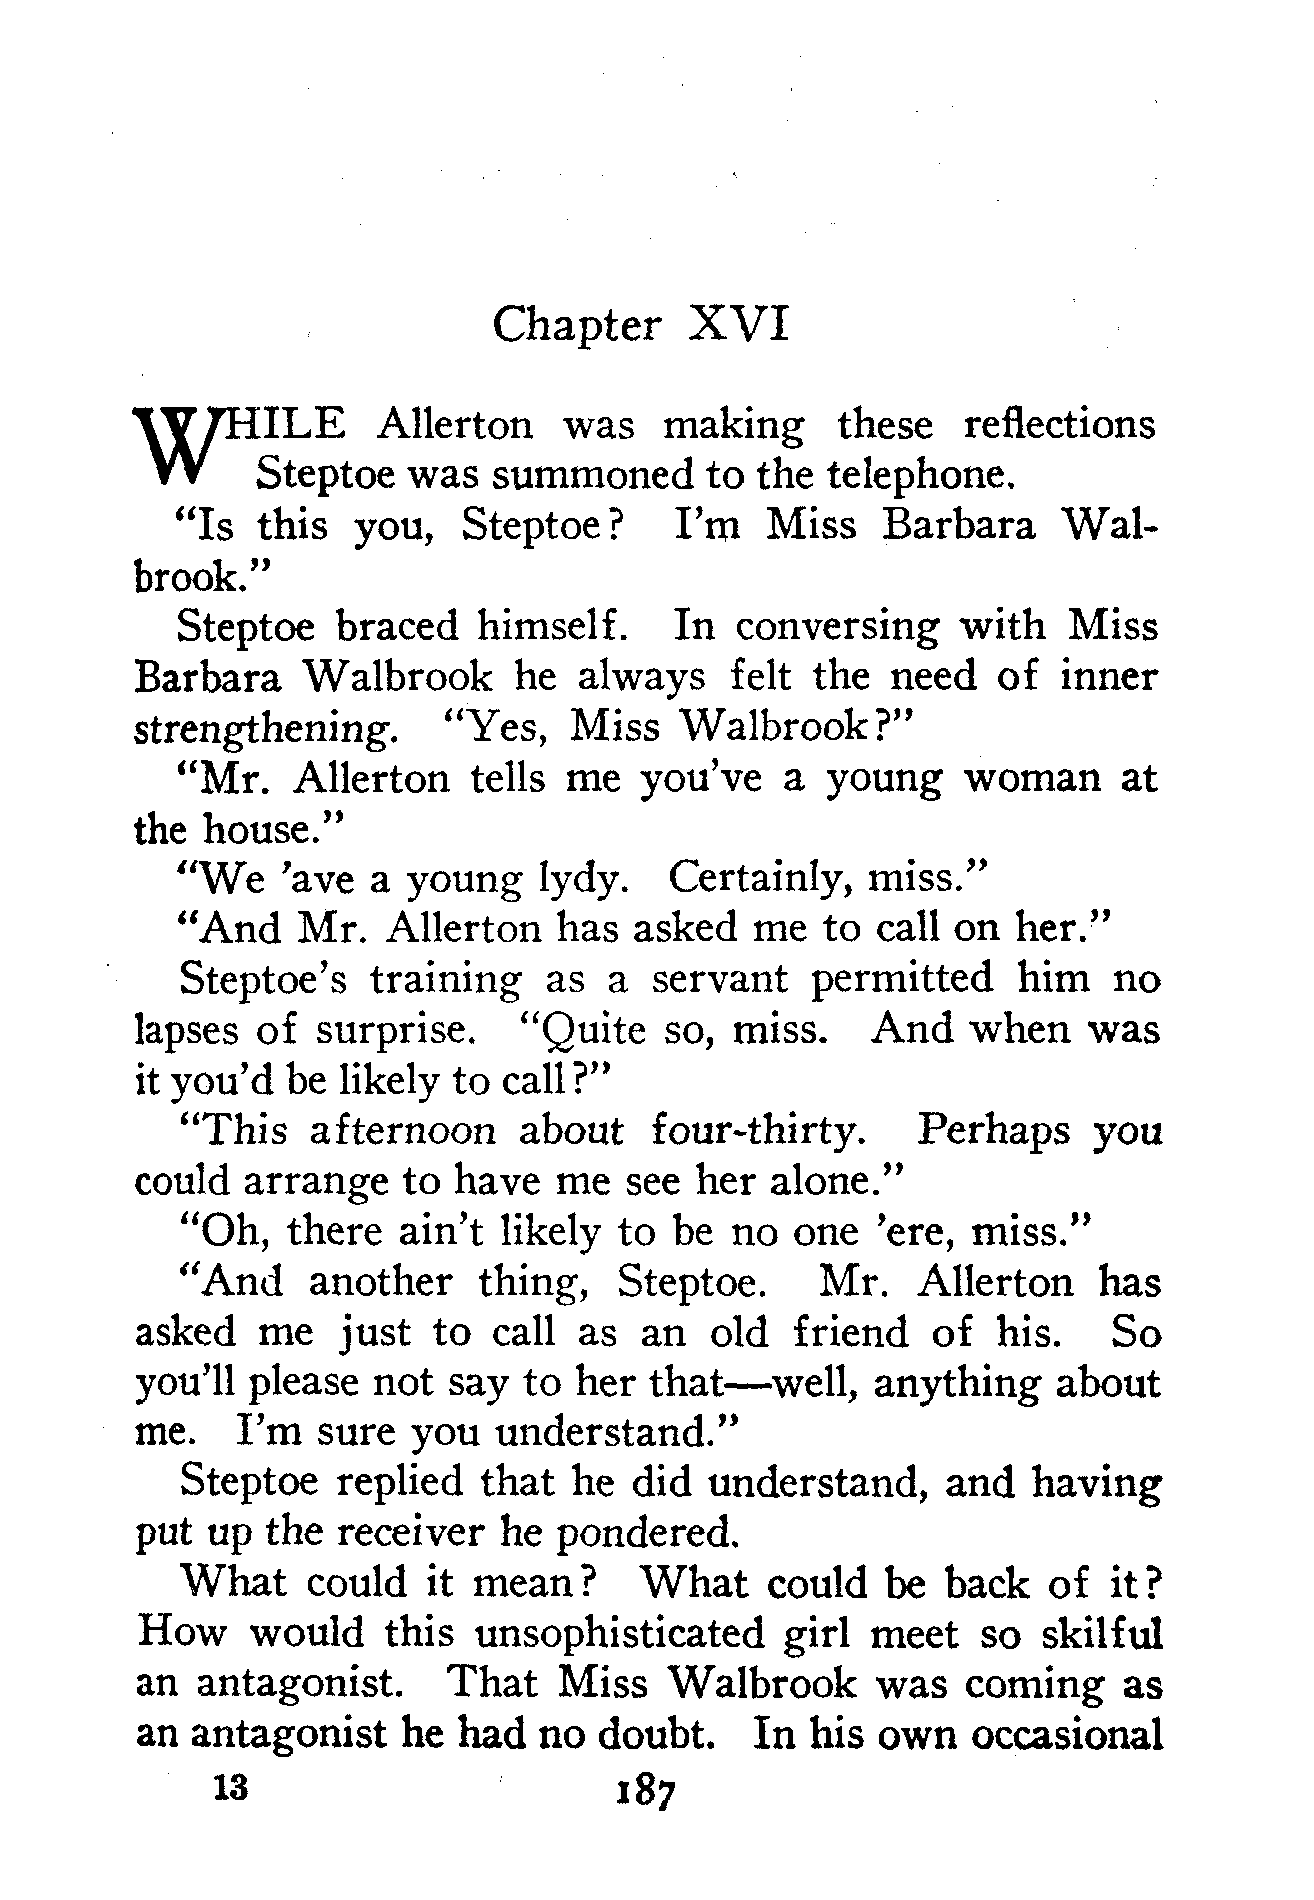 Chapter XVI
WHILE Allerton was making these reflections
Steptoe was summoned to the telephone.
“Is this you, Steptoe? I’m Miss Barbara Wal-
brook.”
Steptoe braced himself. In conversing with Miss
Barbara Walbrook he always felt the need of inner
strengthening. “Yes, Miss Walbrook?”
“Mr. Allerton tells me you’ve a young woman at
the house.”
“We ’ave a young lydy. Certainly, miss.”
“And Mr. Allerton has asked me to call on her.”
Steptoe’s training as a servant permitted him no
lapses of surprise. “Quite so, miss. And when was
it you’d be likely to call?”
“This afternoon about four-thirty. Perhaps you
could arrange to have me see her alone.”
“Oh, there ain’t likely to be no one ’ere, miss.”
“And another thing, Steptoe. Mr. Allerton has
asked me just to call as an old friend of his. So
you’ll please not say to her that—well, anything about
me. I’m sure you understand.”
Steptoe replied that he did understand, and having
put up the receiver he pondered.
What could it mean? What could be back of it?
How would this unsophisticated girl meet so skilful
an antagonist. That Miss Walbrook was coming as
an antagonist he had no doubt. In his own occasional
13 187